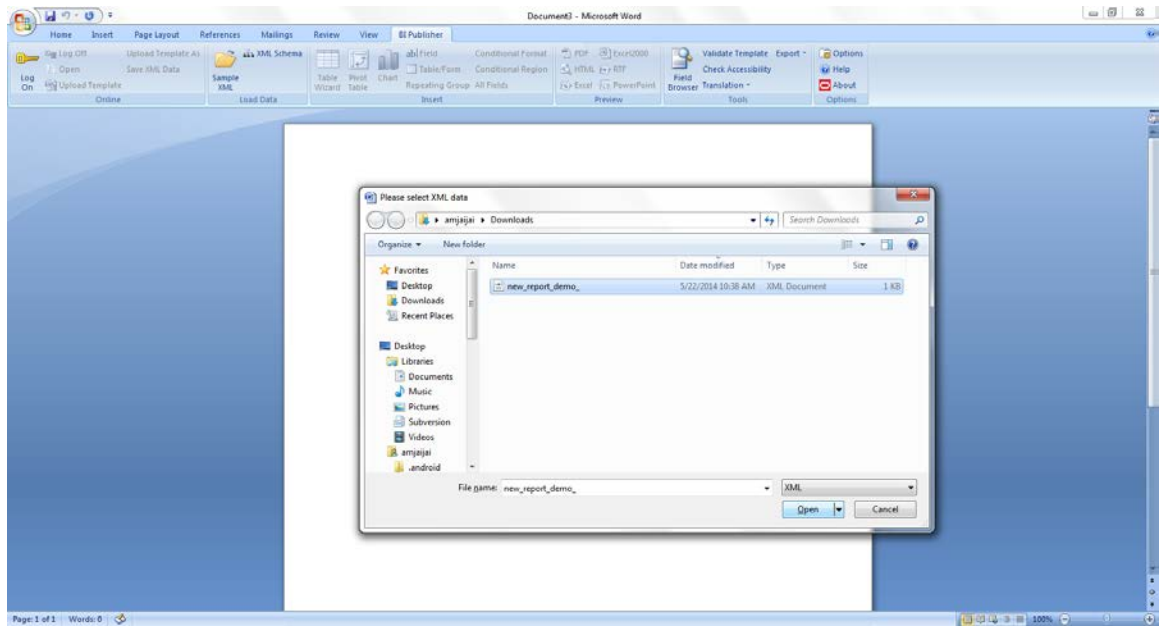 Document3 - Microsoft Word
Home Insert Page Layout References Mailings Review View BI Publisher
Log On
Log Off
Open
Upload Template
Upload Template As
Save XML Data
Online
Sample XML
XML Schema
Load Data
Table Wizard
Pivot Table
Chart
Field
Table/Form
Repeating Group
Conditional Format
Conditional Region
All Fields
Insert
PDF Excel2000
HTML RTF
Excel PowerPoint
Preview
Field Browser
Validate Template Export
Check Accessibility
Translation
Tools
Options
Help
About
Options
Please select XML data
amjaijai Downloads
Search Downloads
Organize New folder
Name Date modified Type Size
new_report_demo_ 5/22/2014 10:38 AM XML Document 1 KB
Favorites
Desktop
Downloads
Recent Places
Desktop
Libraries
Documents
Music
Pictures
Subversion
Videos
amjaijai
.android
File name: new_report_demo_ XML
Open Cancel
Page: 1 of 1 Words: 0 100%